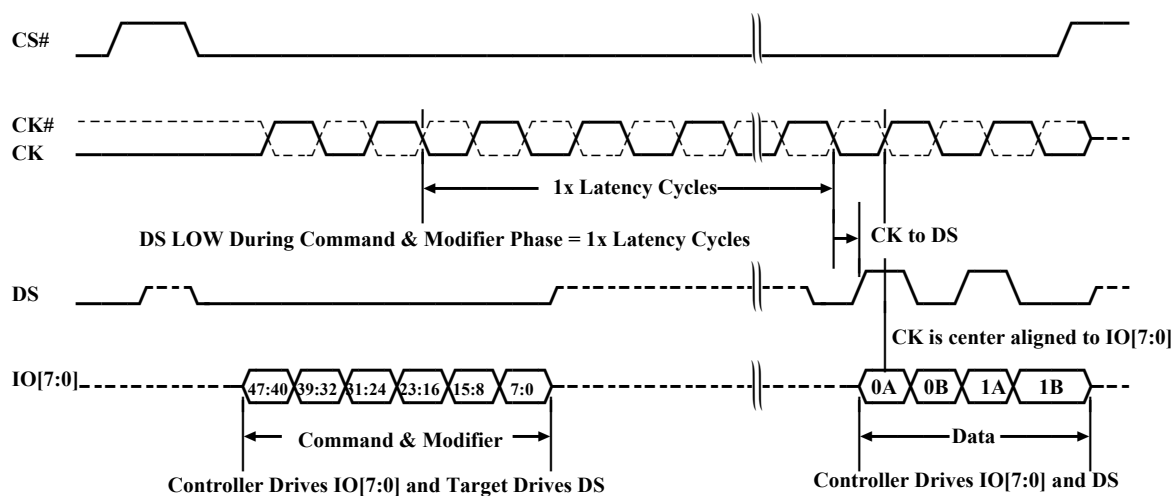 CS#
CK#
CK
1x Latency Cycles
DS LOW During Command & Modifier Phase = 1x Latency Cycles
CK to DS
DS
CK is center aligned to IO[7:0]
IO[7:0]
47:40 39:32 31:24 23:16 15:8 7:0
0A 0B 1A 1B
Command & Modifier
Data
Controller Drives IO[7:0] and Target Drives DS
Controller Drives IO[7:0] and DS